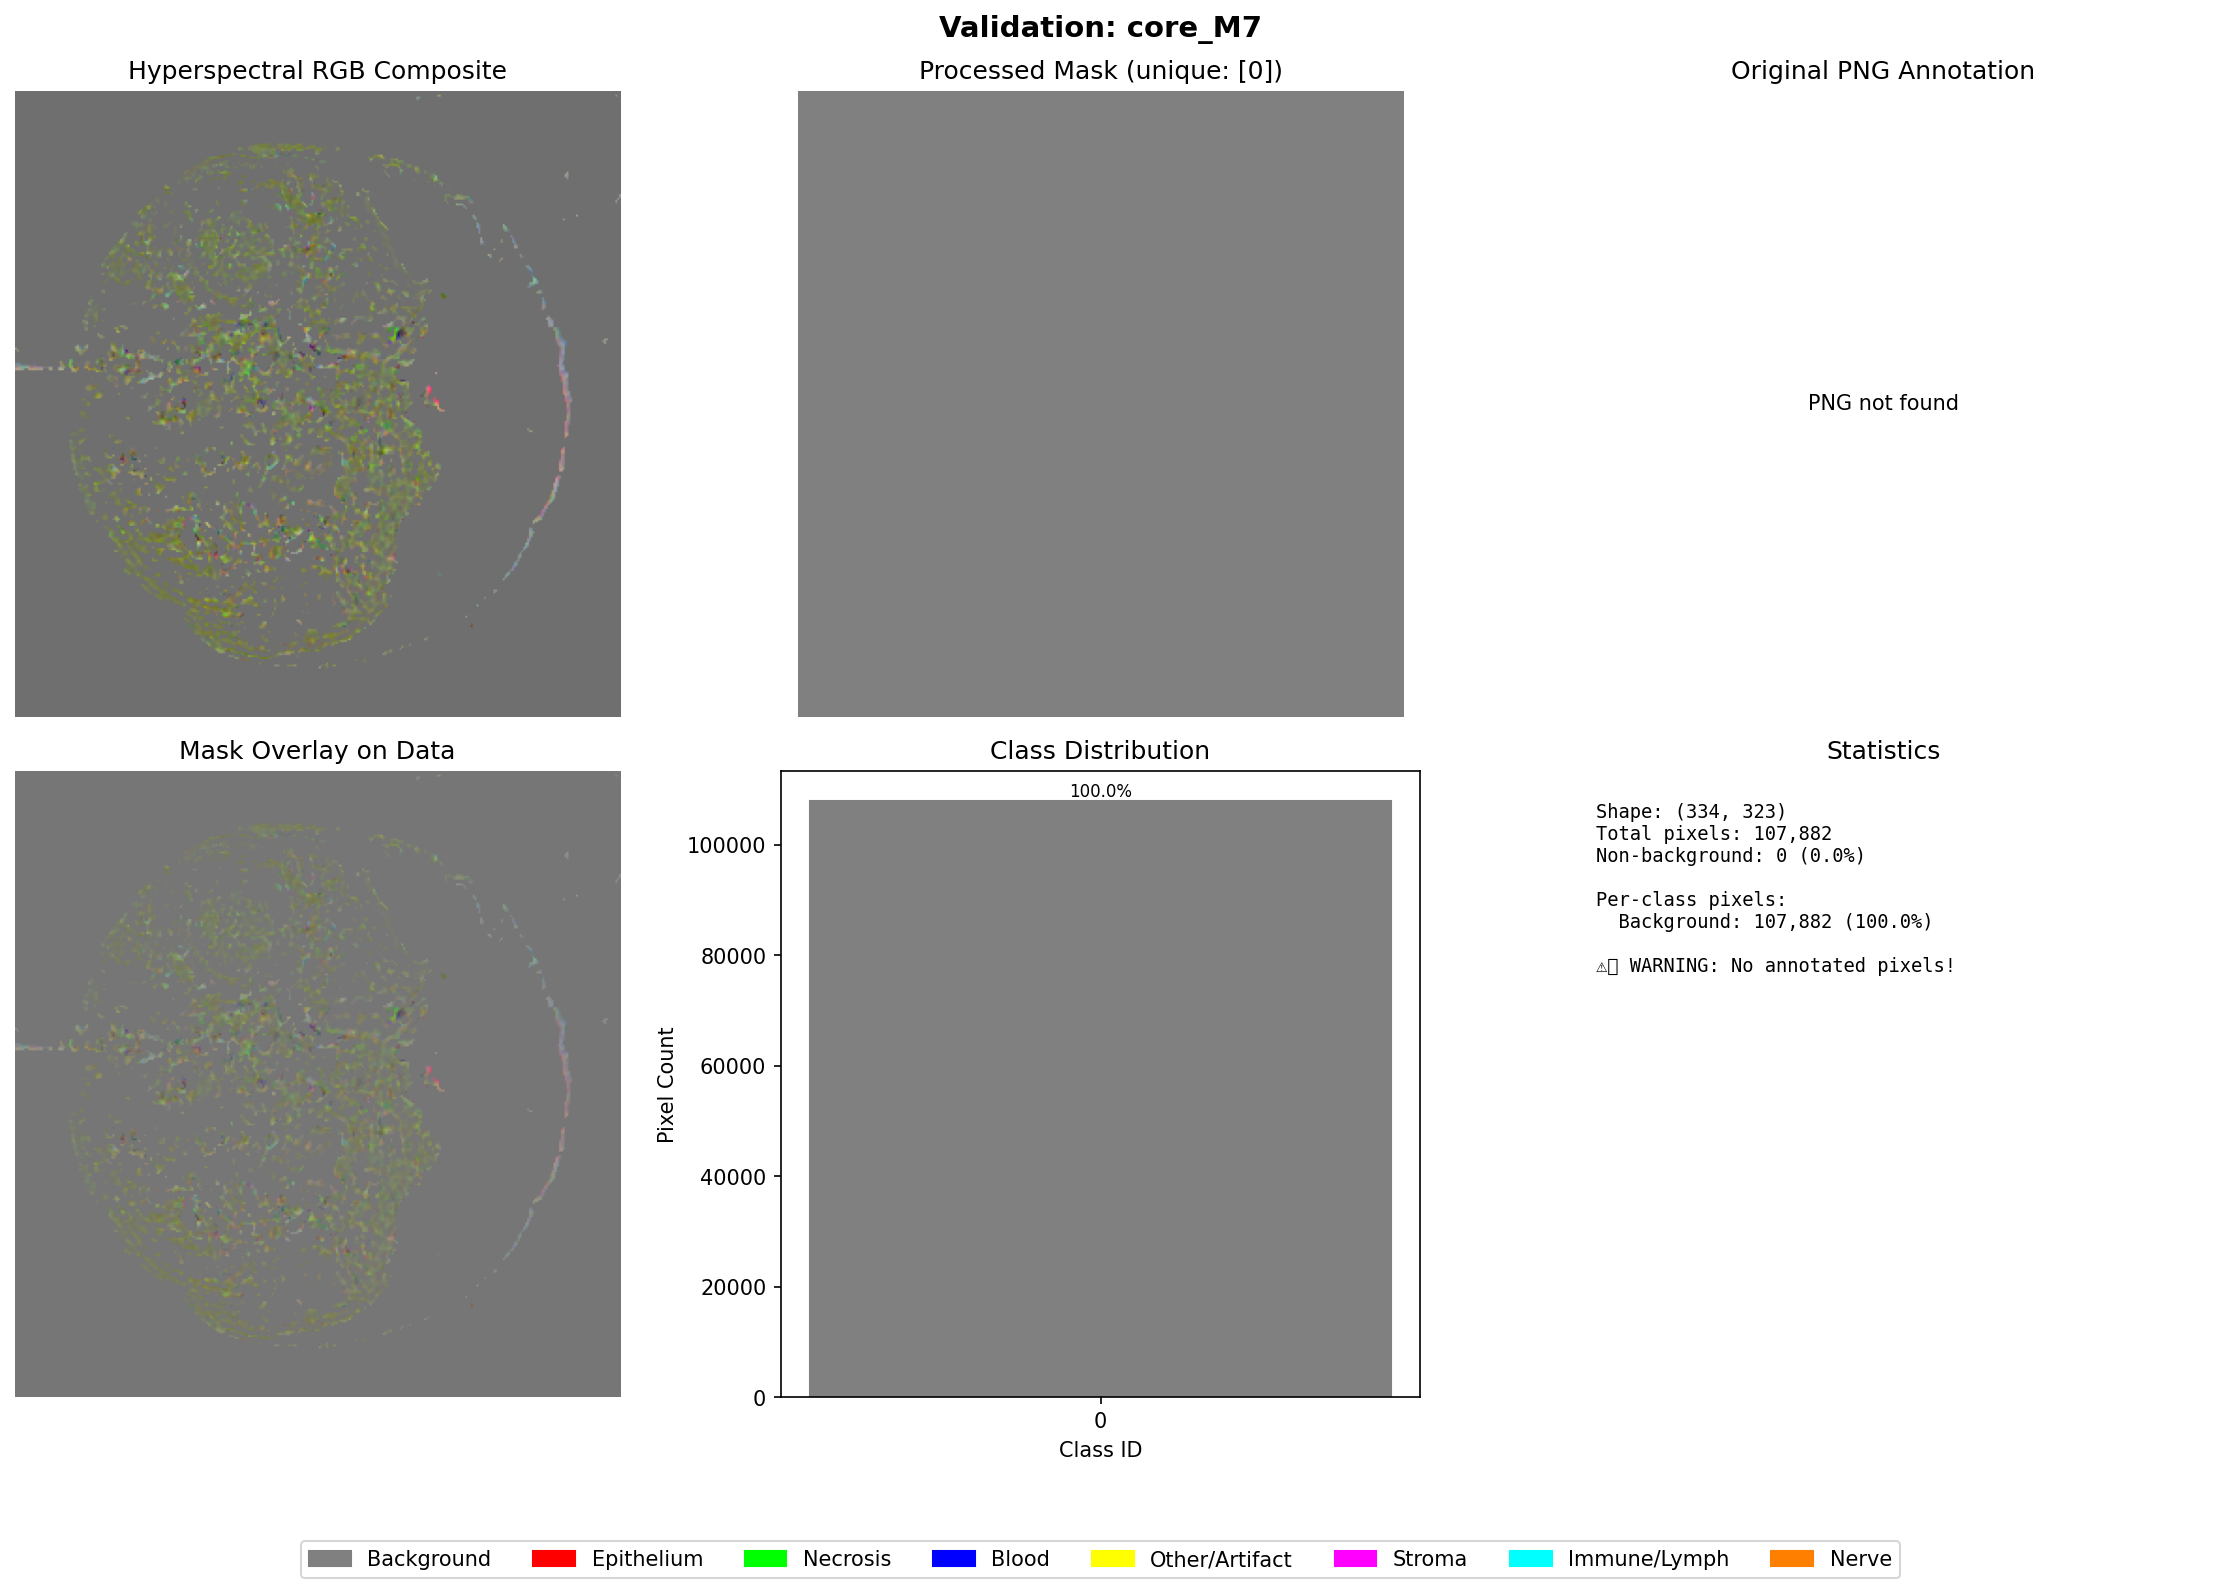 Validation: core_M7
Hyperspectral RGB Composite
Processed Mask (unique: [0])
Original PNG Annotation
PNG not found
Mask Overlay on Data
Class Distribution
100.0%
100000
80000
60000
40000
20000
0
Pixel Count
0
Class ID
Statistics
Shape: (334, 323)
Total pixels: 107,882
Non-background: 0 (0.0%)
Per-class pixels:
Background: 107,882 (100.0%)
⚠ WARNING: No annotated pixels!
Background Epithelium Necrosis Blood Other/Artifact Stroma Immune/Lymph Nerve